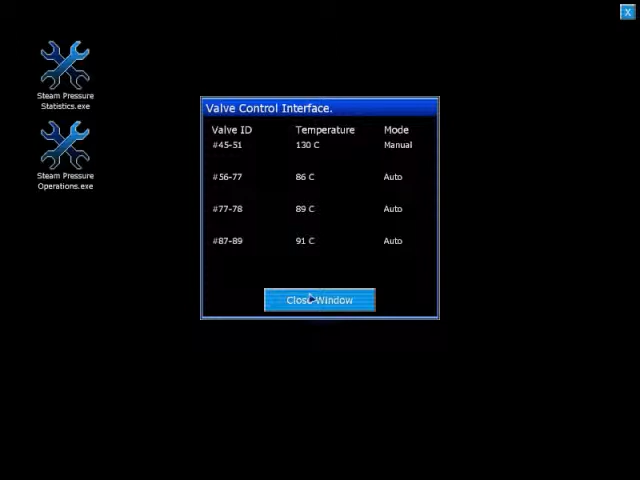 X
Steam Pressure
Statistics.exe
Steam Pressure
Operations.exe
Valve Control Interface.
Valve ID Temperature Mode
#45-51 130 C Manual
#56-77 86 C Auto
#77-78 89 C Auto
#87-89 91 C Auto
Close Window